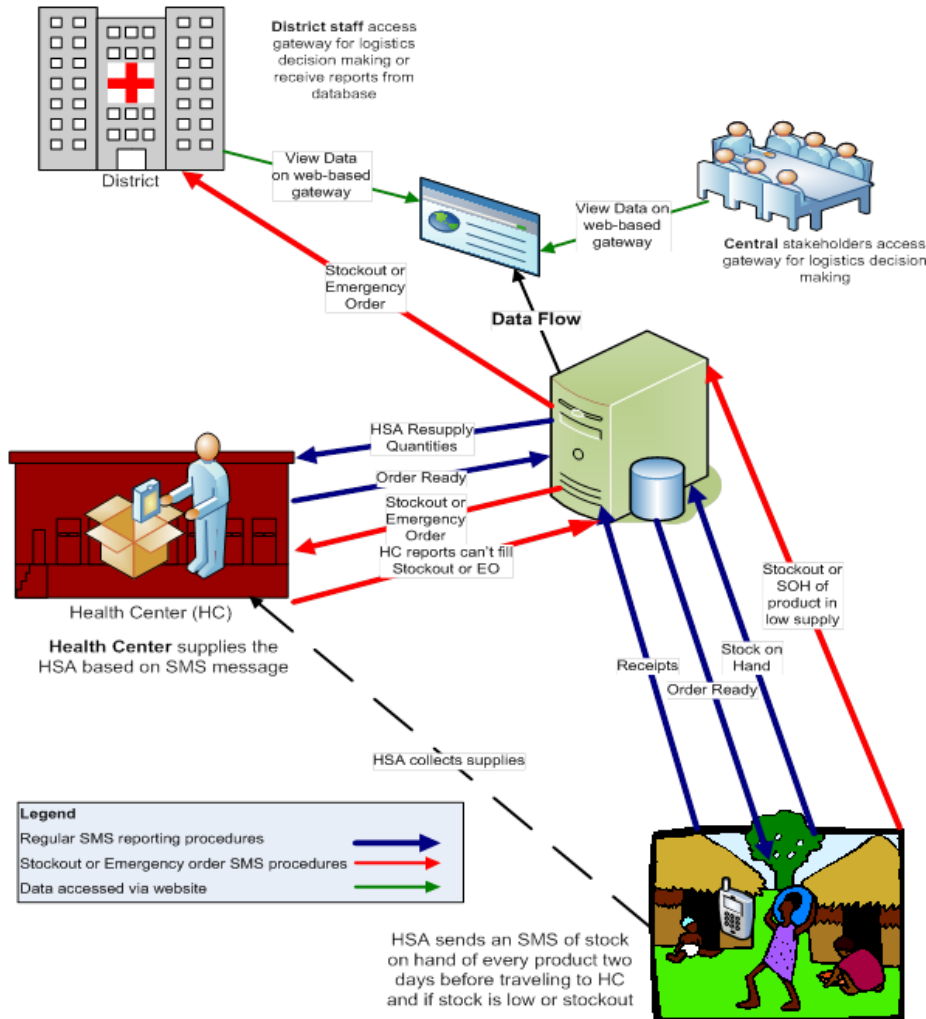 District staff access
gateway for logistics
decision making or
receive reports from
database
District
View Data
on web-based
gateway
View Data on
web-based
gateway
Central stakeholders access
gateway for logistics decision
making
Stockout or
Emergency
Order
Data Flow
HSA Resupply
Quantities
Order Ready
Stockout or
Emergency
Order
HC reports can't fill
Stockout or EO
Health Center (HC)
Health Center supplies the
HSA based on SMS message
Stockout or
SOH of
product in
low supply
Receipts
Stock on
Hand
Order Ready
HSA collects supplies
Legend
Regular SMS reporting procedures
Stockout or Emergency order SMS procedures
Data accessed via website
HSA sends an SMS of stock
on hand of every product two
days before traveling to HC
and if stock is low or stockout